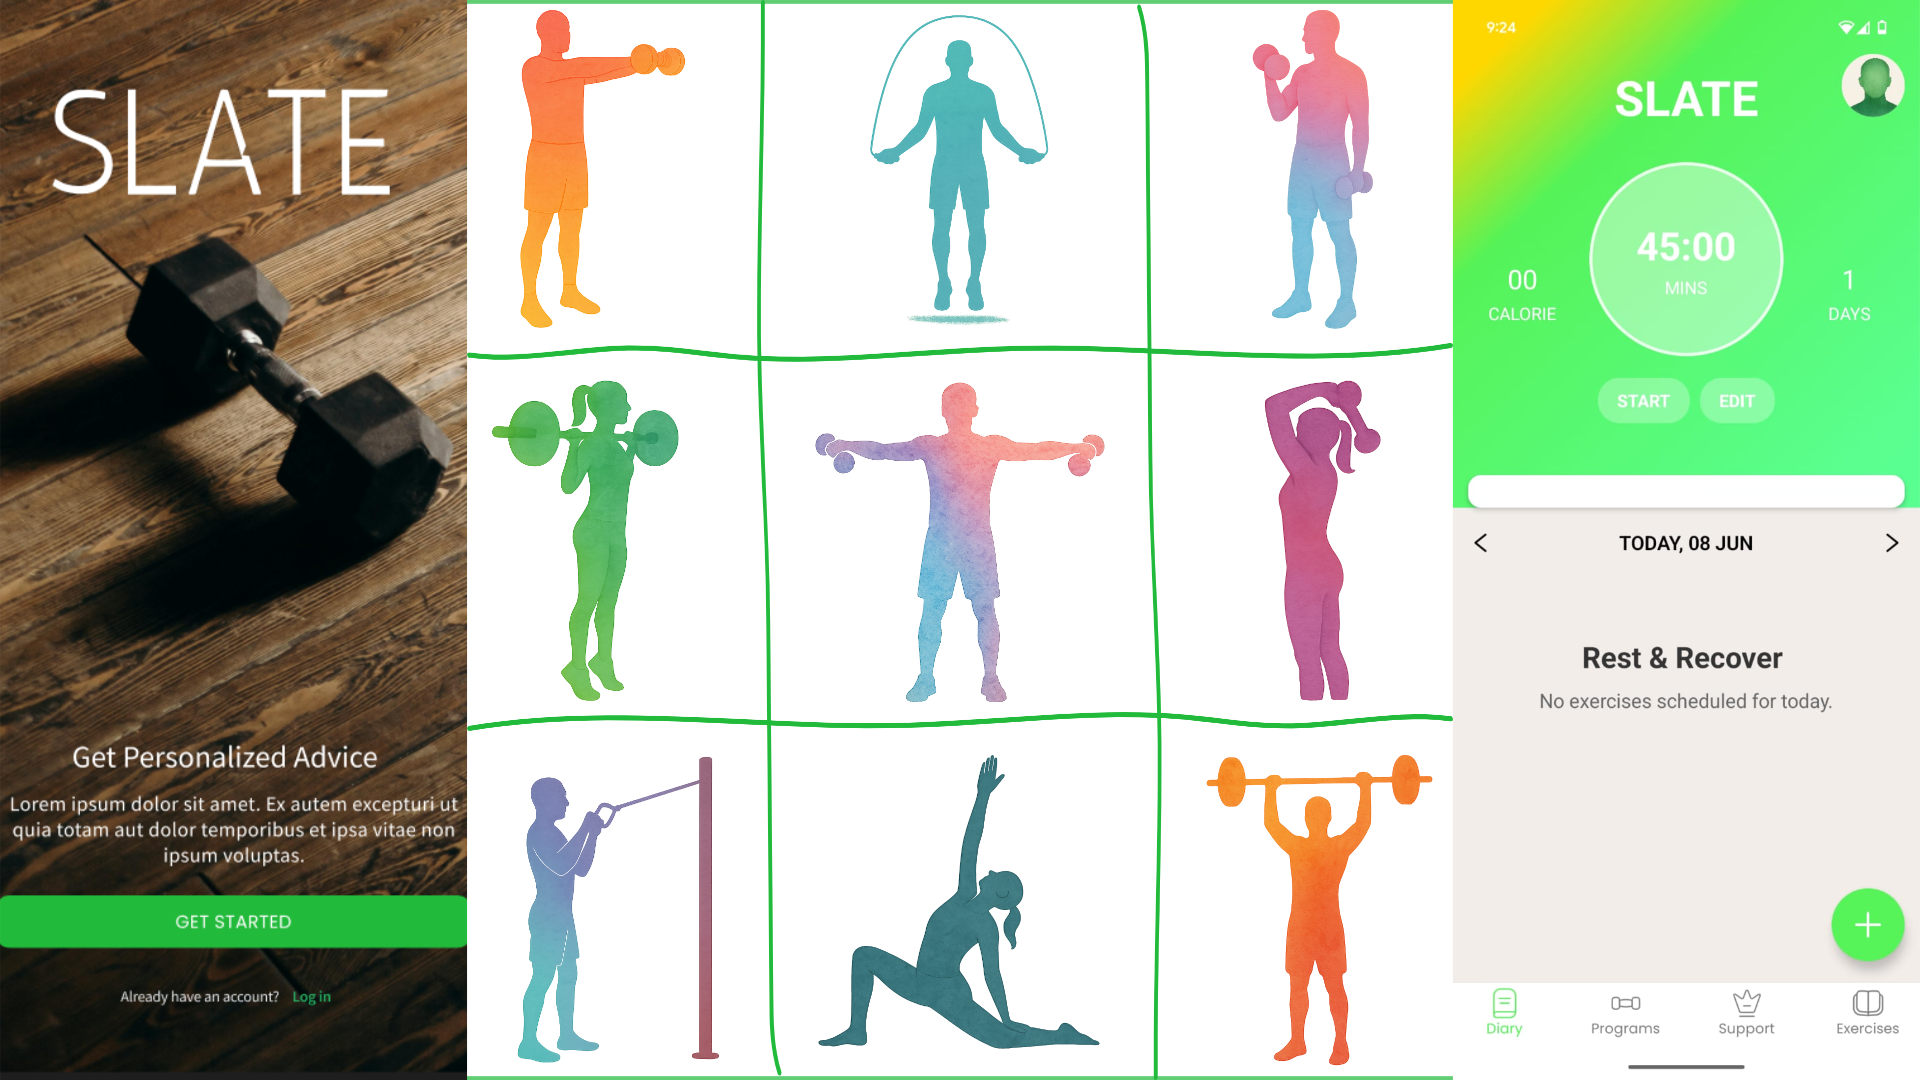 SLATE
Get Personalized Advice
Lorem ipsum dolor sit amet. Ex autem excepturi ut
quia totam aut dolor temporibus et ipsa vitae non
ipsum voluptas.
GET STARTED
Already have an account? Log in
9:24
SLATE
45:00
MINS
00
CALORIE
1
DAYS
START
EDIT
TODAY, 08 JUN
Rest & Recover
No exercises scheduled for today.
Diary
Programs
Support
Exercises